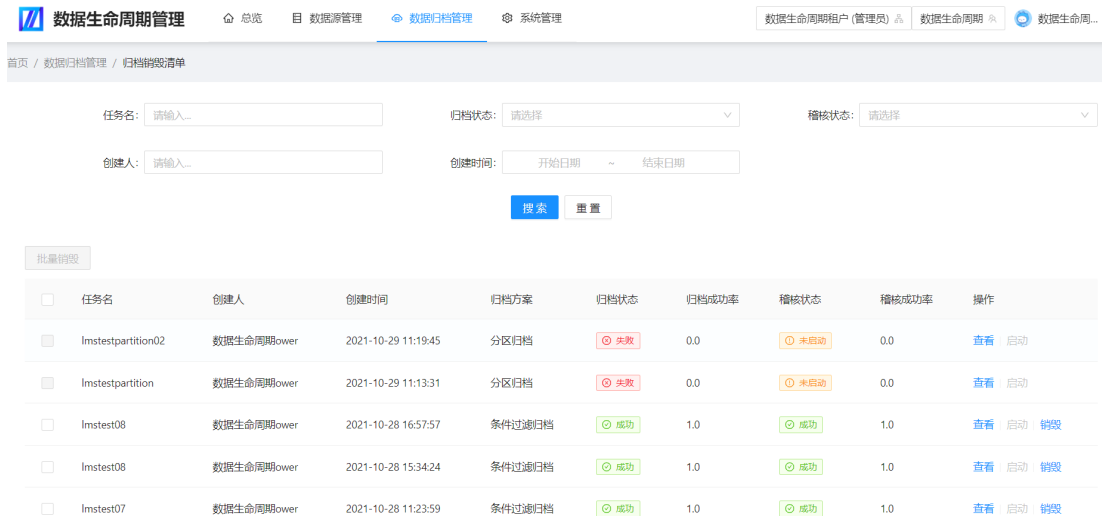 数据生命周期管理 总览 数据源管理 数据归档管理 系统管理 数据生命周期租户 (管理员) 数据生命周期 数据生命周...
首页 / 数据归档管理 / 归档销毁清单
任务名: 请输入... 归档状态: 请选择 稽核状态: 请选择
创建人: 请输入... 创建时间: 开始日期 ~ 结束日期
搜索 重置
批量销毁
任务名 创建人 创建时间 归档方案 归档状态 归档成功率 稽核状态 稽核成功率 操作
lmstestpartition02 数据生命周期ower 2021-10-29 11:19:45 分区归档 失败 0.0 未启动 0.0 查看 启动
lmstestpartition 数据生命周期ower 2021-10-29 11:13:31 分区归档 失败 0.0 未启动 0.0 查看 启动
lmstest08 数据生命周期ower 2021-10-28 16:57:57 条件过滤归档 成功 1.0 成功 1.0 查看 启动 销毁
lmstest08 数据生命周期ower 2021-10-28 15:34:24 条件过滤归档 成功 1.0 成功 1.0 查看 启动 销毁
lmstest07 数据生命周期ower 2021-10-28 11:23:59 条件过滤归档 成功 1.0 成功 1.0 查看 启动 销毁